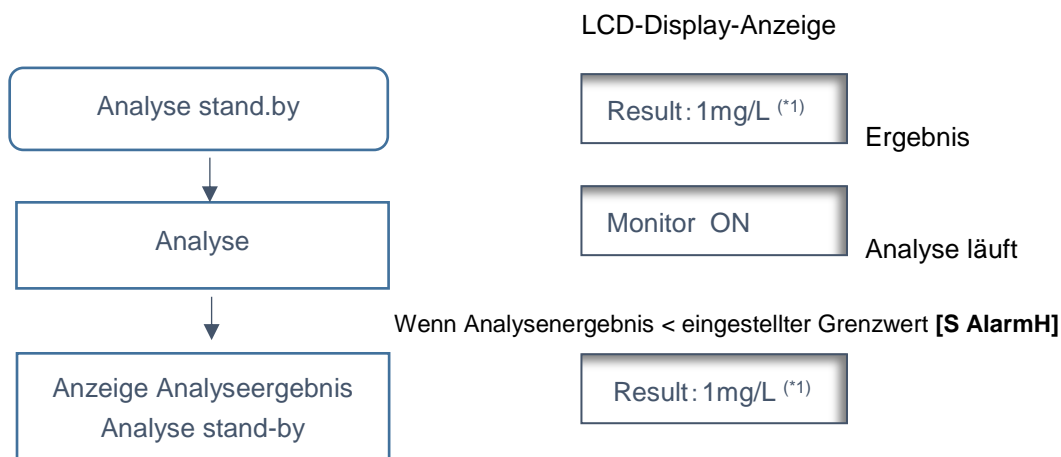 LCD-Display-Anzeige
Analyse stand.by
Result: 1mg/L (*1)
Ergebnis
Analyse
Monitor ON
Analyse läuft
Wenn Analysenergebnis < eingestellter Grenzwert [S AlarmH]
Anzeige Analyseergebnis
Analyse stand-by
Result: 1mg/L (*1)